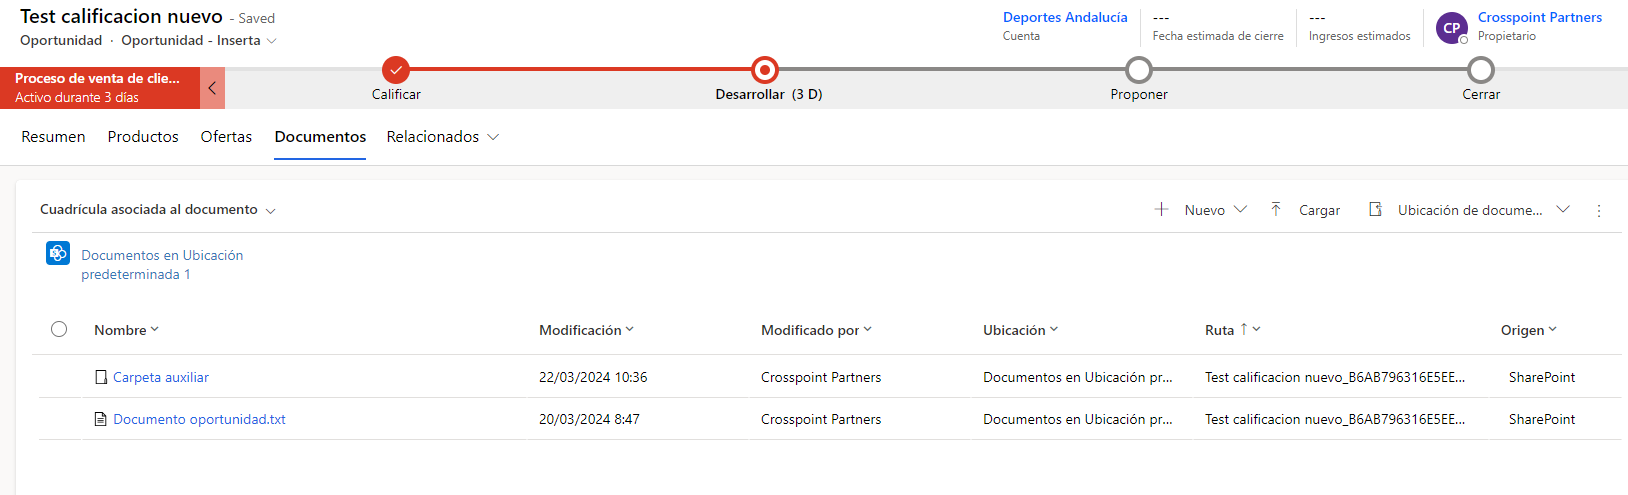 Test calificacion nuevo - Saved
Oportunidad · Oportunidad - Inserta
Deportes Andalucía
Cuenta
---
Fecha estimada de cierre
---
Ingresos estimados
CP
Crosspoint Partners
Propietario
Proceso de venta de clie...
Activo durante 3 días
Calificar
Desarrollar (3 D)
Proponer
Cerrar
Resumen Productos Ofertas Documentos Relacionados
Cuadrícula asociada al documento
Nuevo Cargar Ubicación de docume...
Documentos en Ubicación
predeterminada 1
Nombre Modificación Modificado por Ubicación Ruta Origen
Carpeta auxiliar 22/03/2024 10:36 Crosspoint Partners Documentos en Ubicación pr... Test calificacion nuevo_B6AB796316E5EE... SharePoint
Documento oportunidad.txt 20/03/2024 8:47 Crosspoint Partners Documentos en Ubicación pr... Test calificacion nuevo_B6AB796316E5EE... SharePoint